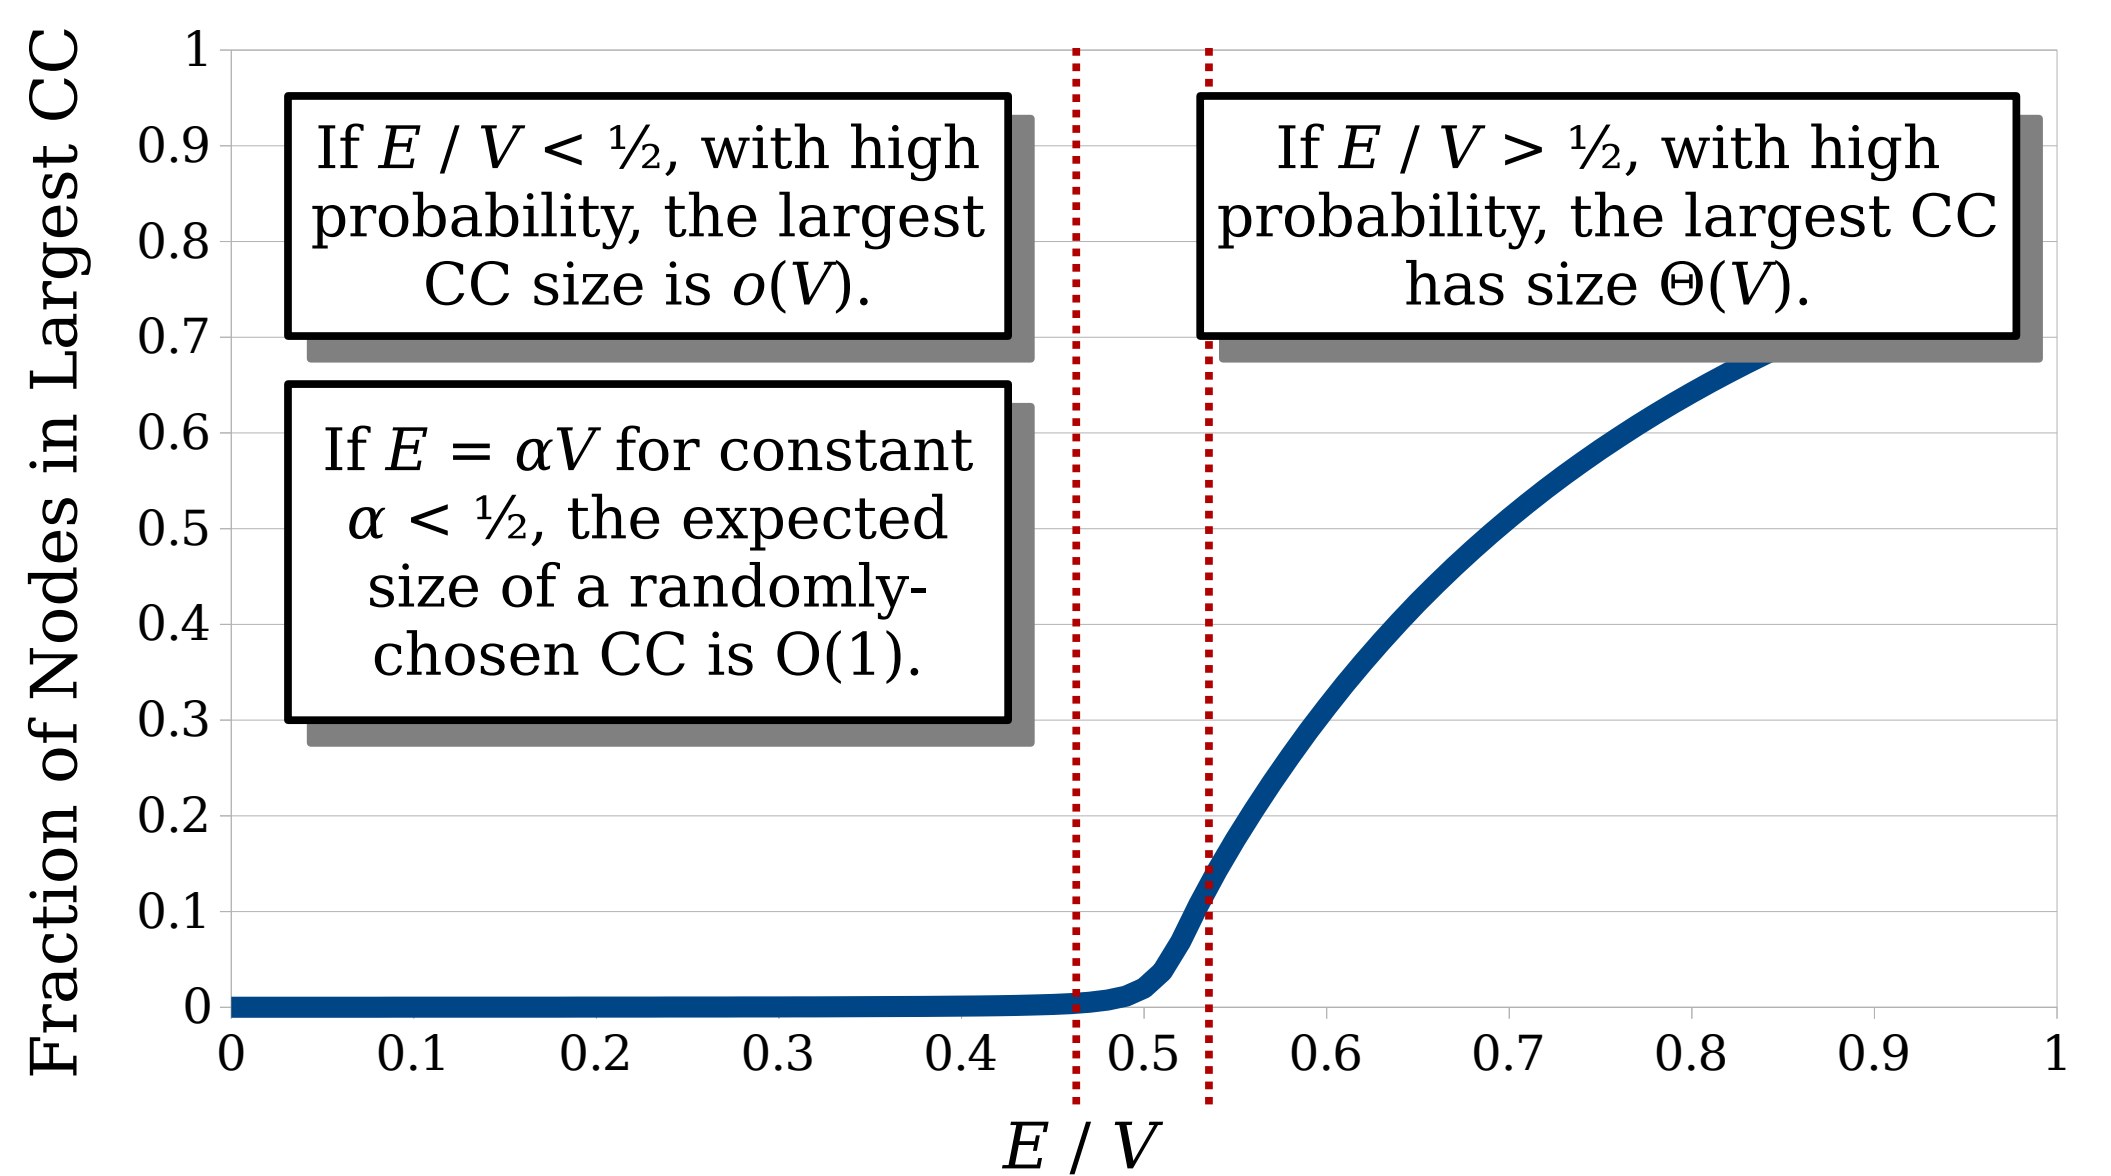 Fraction of Nodes in Largest CC
1
0.9
0.8
0.7
0.6
0.5
0.4
0.3
0.2
0.1
0
If E / V < ½, with high
probability, the largest
CC size is o(V).
If E = αV for constant
α < ½, the expected
size of a randomly-
chosen CC is O(1).
If E / V > ½, with high
probability, the largest CC
has size Θ(V).
0 0.1 0.2 0.3 0.4 0.5 0.6 0.7 0.8 0.9 1
E / V